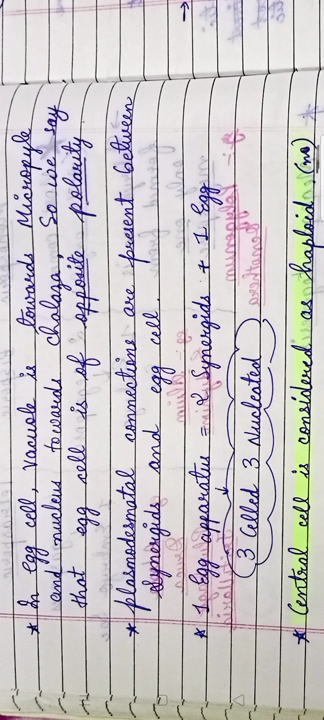 * In egg cell, vacuole is towards Micropyle
and nucleus towards chalaza, So we say
that egg cell is of opposite polarity
* plasmodesmatal connections are present between
synergids and egg cell.
* 1 Egg apparatus = 2 Synergids + 1 Egg
3 Celled 3 Nucleated
* Central cell is considered as haploid (no)